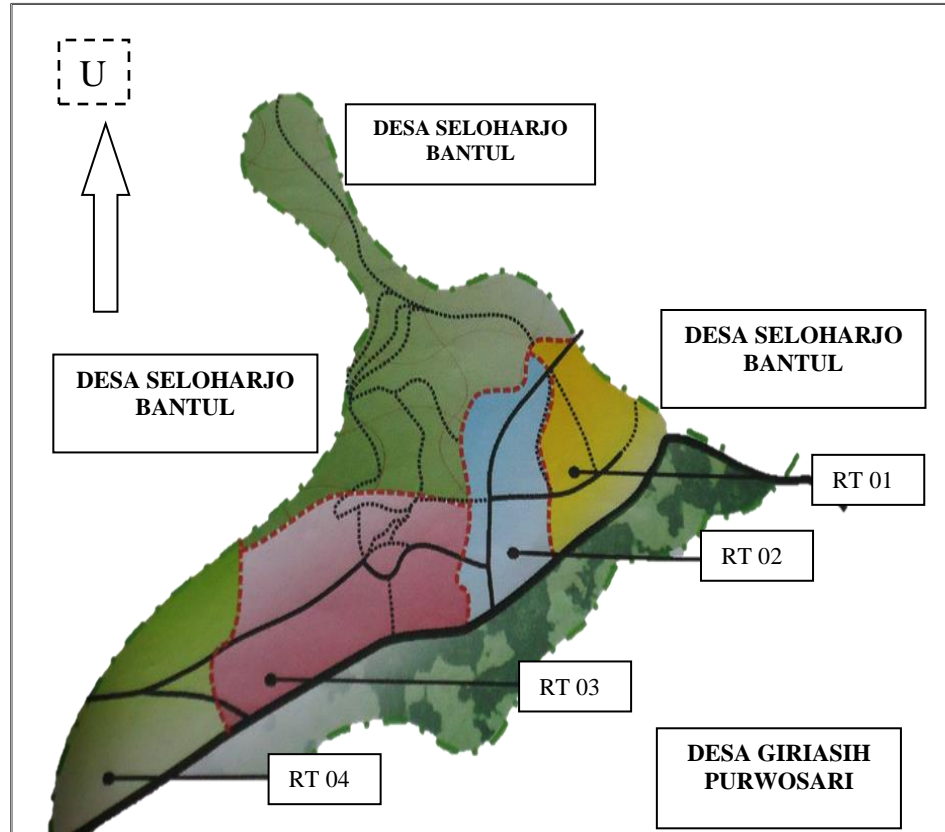 U
DESA SELOHARJO
BANTUL
DESA SELOHARJO
BANTUL
DESA SELOHARJO
BANTUL
RT 01
RT 02
RT 03
DESA GIRIASIH
PURWOSARI
RT 04